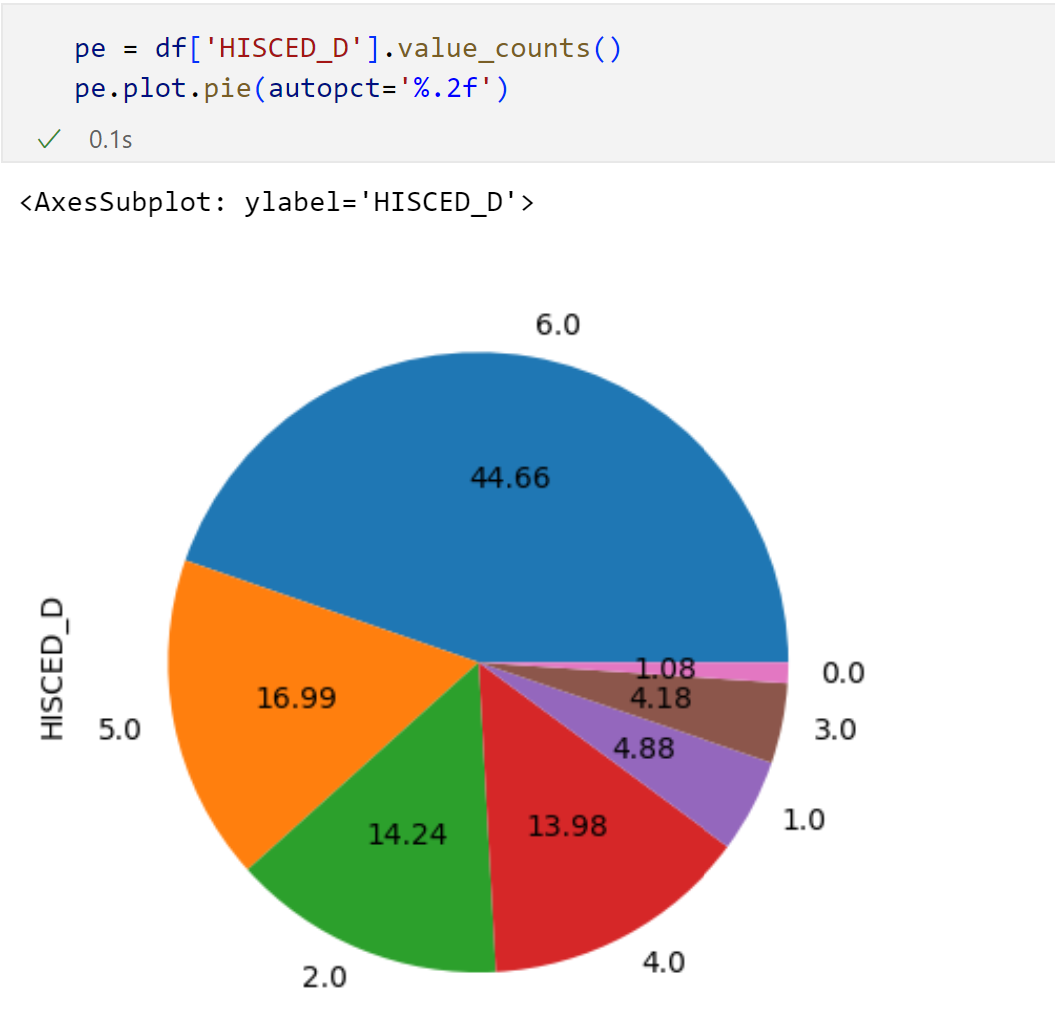 pe = df['HISCED_D'].value_counts()
pe.plot.pie(autopct='%.2f')
0.1s
<AxesSubplot: ylabel='HISCED_D'>
6.0
44.66
1.08
0.0
4.18
3.0
HISCED_D
5.0
16.99
4.88
1.0
14.24
13.98
2.0
4.0